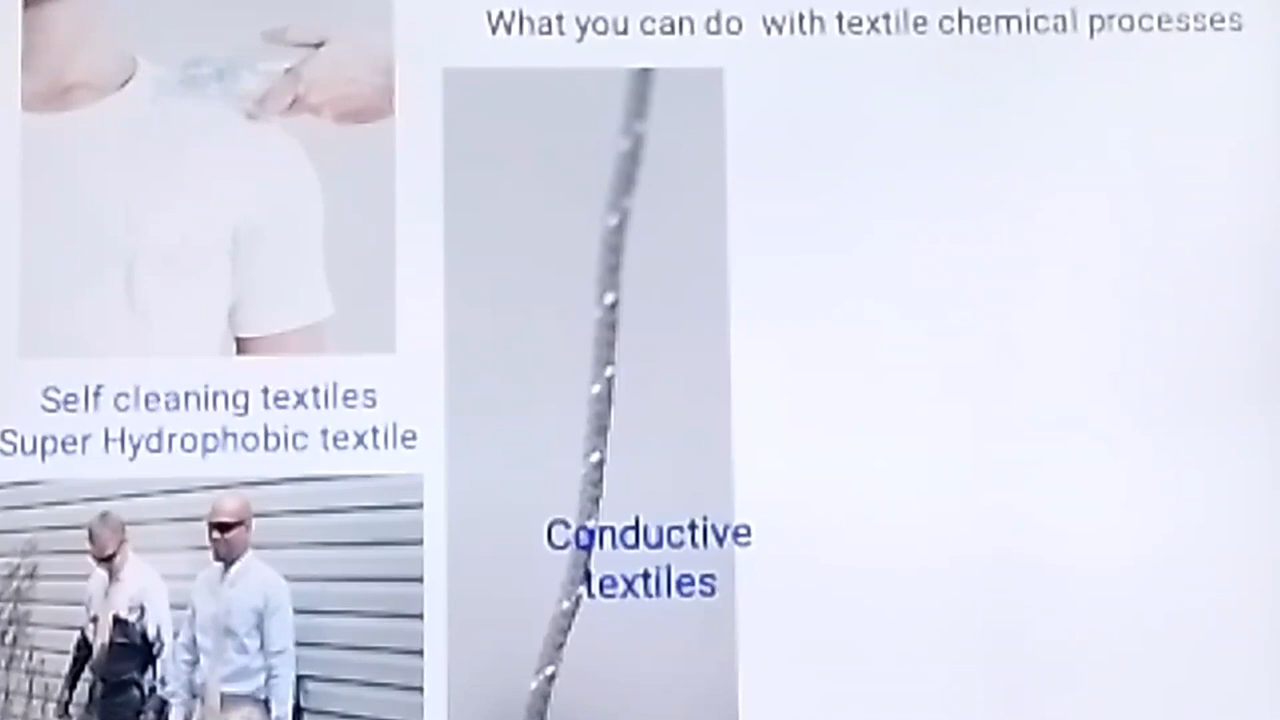 What you can do with textile chemical processes
Self cleaning textiles
Super Hydrophobic textile
Conductive
textiles